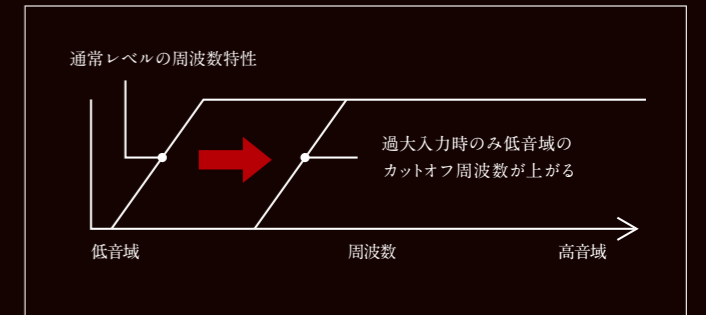 通常レベルの周波数特性
過大入力時のみ低音域の
カットオフ周波数が上がる
低音域
周波数
高音域